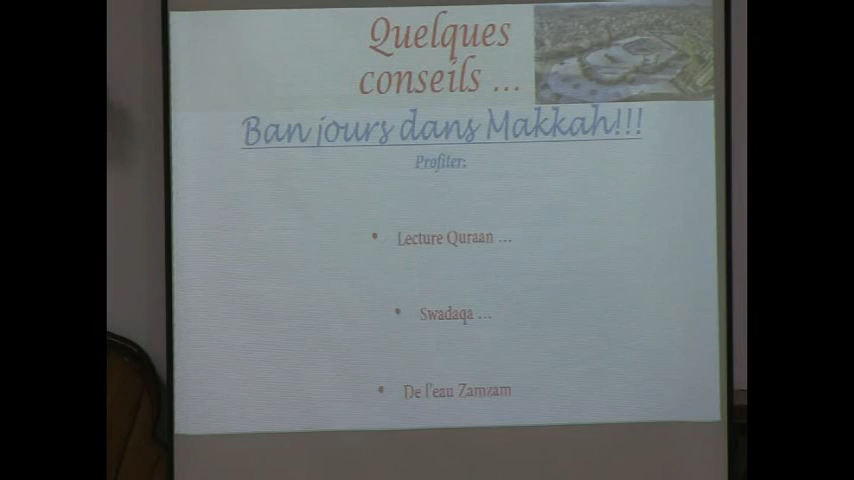 Quelques
conseils ...
Ban jours dans Makkah!!!
Profiter:
• Lecture Quraan ...
• Swadaqa ...
• De l'eau Zamzam